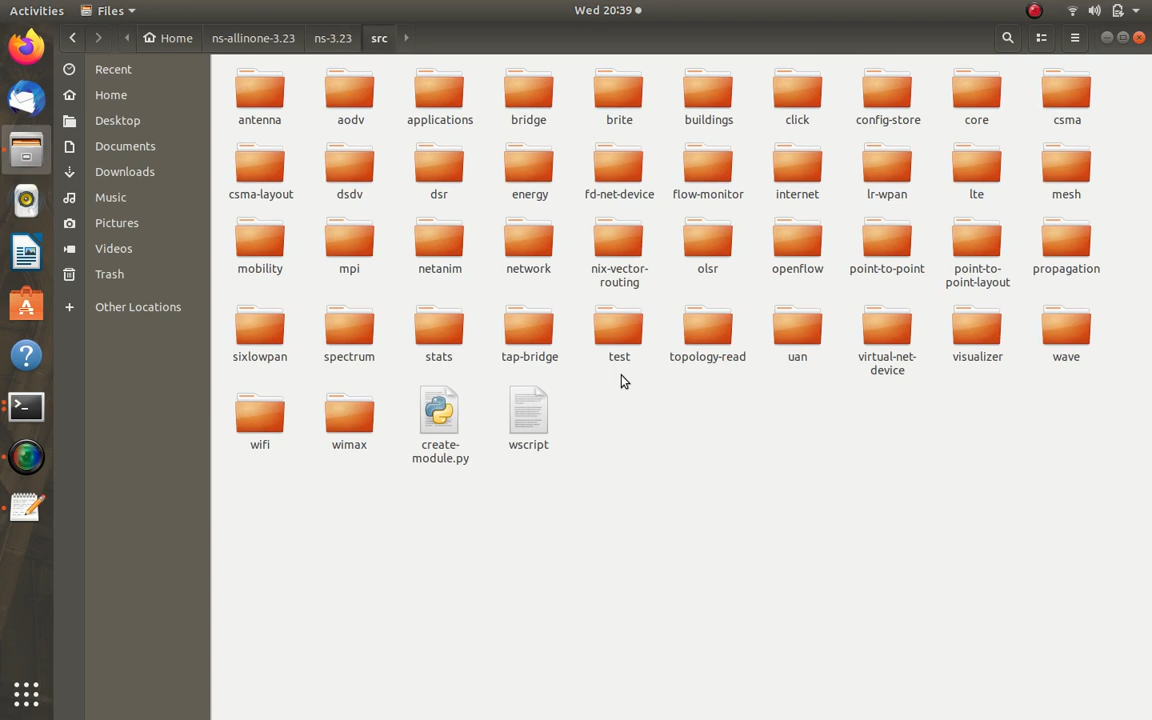 Activities Files Wed 20:39
Home ns-allinone-3.23 ns-3.23 src
Recent
Home
Desktop
Documents
Downloads
Music
Pictures
Videos
Trash
Other Locations
antenna aodv applications bridge brite buildings click config-store core csma
csma-layout dsdv dsr energy fd-net-device flow-monitor internet lr-wpan lte mesh
mobility mpi netanim network nix-vector- olsr openflow point-to-point point-to- propagation
routing point-layout
sixlowpan spectrum stats tap-bridge test topology-read uan virtual-net- visualizer wave
device
wifi wimax create- wscript
module.py